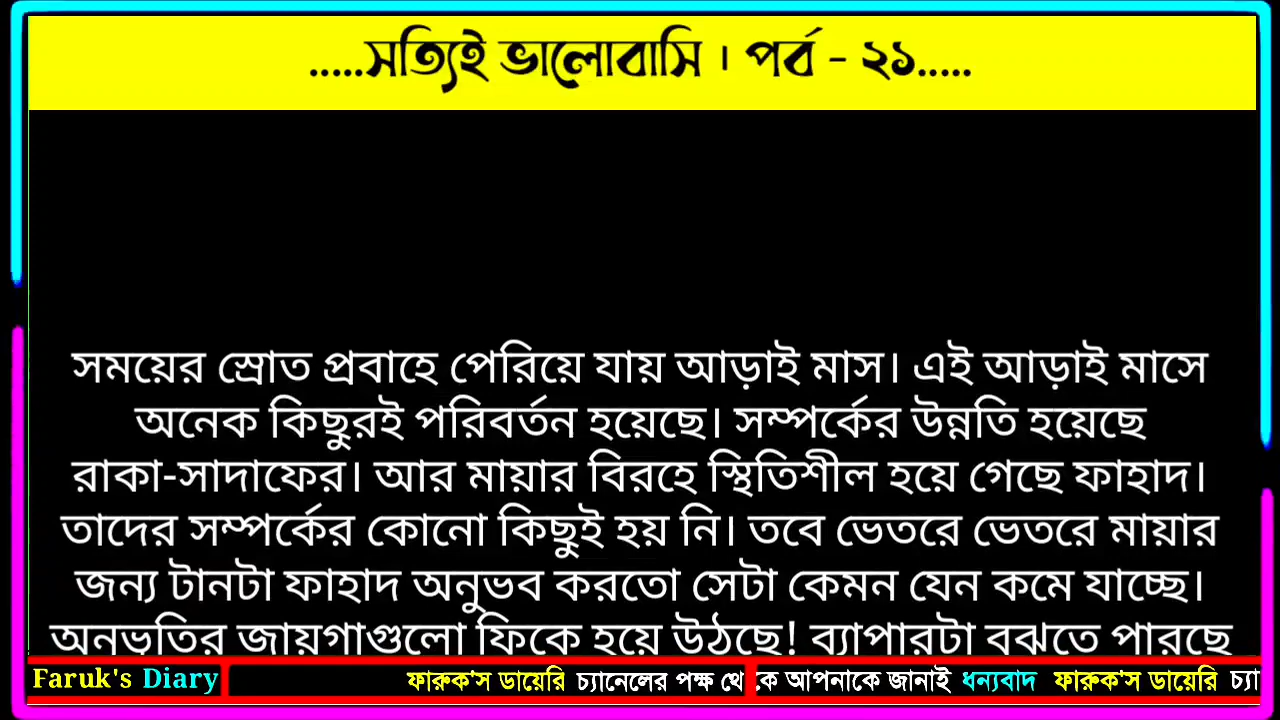 .....সত্যিই ভালোবাসি । পর্ব - ২১.....
সময়ের স্রোত প্রবাহে পেরিয়ে যায় আড়াই মাস। এই আড়াই মাসে
অনেক কিছুরই পরিবর্তন হয়েছে। সম্পর্কের উন্নতি হয়েছে
রাকা-সাদাফের। আর মায়ার বিরহে স্থিতিশীল হয়ে গেছে ফাহাদ।
তাদের সম্পর্কের কোনো কিছুই হয় নি। তবে ভেতরে ভেতরে মায়ার
জন্য টানটা ফাহাদ অনুভব করতো সেটা কেমন যেন কমে যাচ্ছে।
অনুভূতির জায়গাগুলো ফিকে হয়ে উঠছে! ব্যাপারটা বুঝতে পারছে
Faruk's Diary ফারুক'স ডায়েরি চ্যানেলের পক্ষ থেকে আপনাকে জানাই ধন্যবাদ ফারুক'স ডায়েরি চ্যা